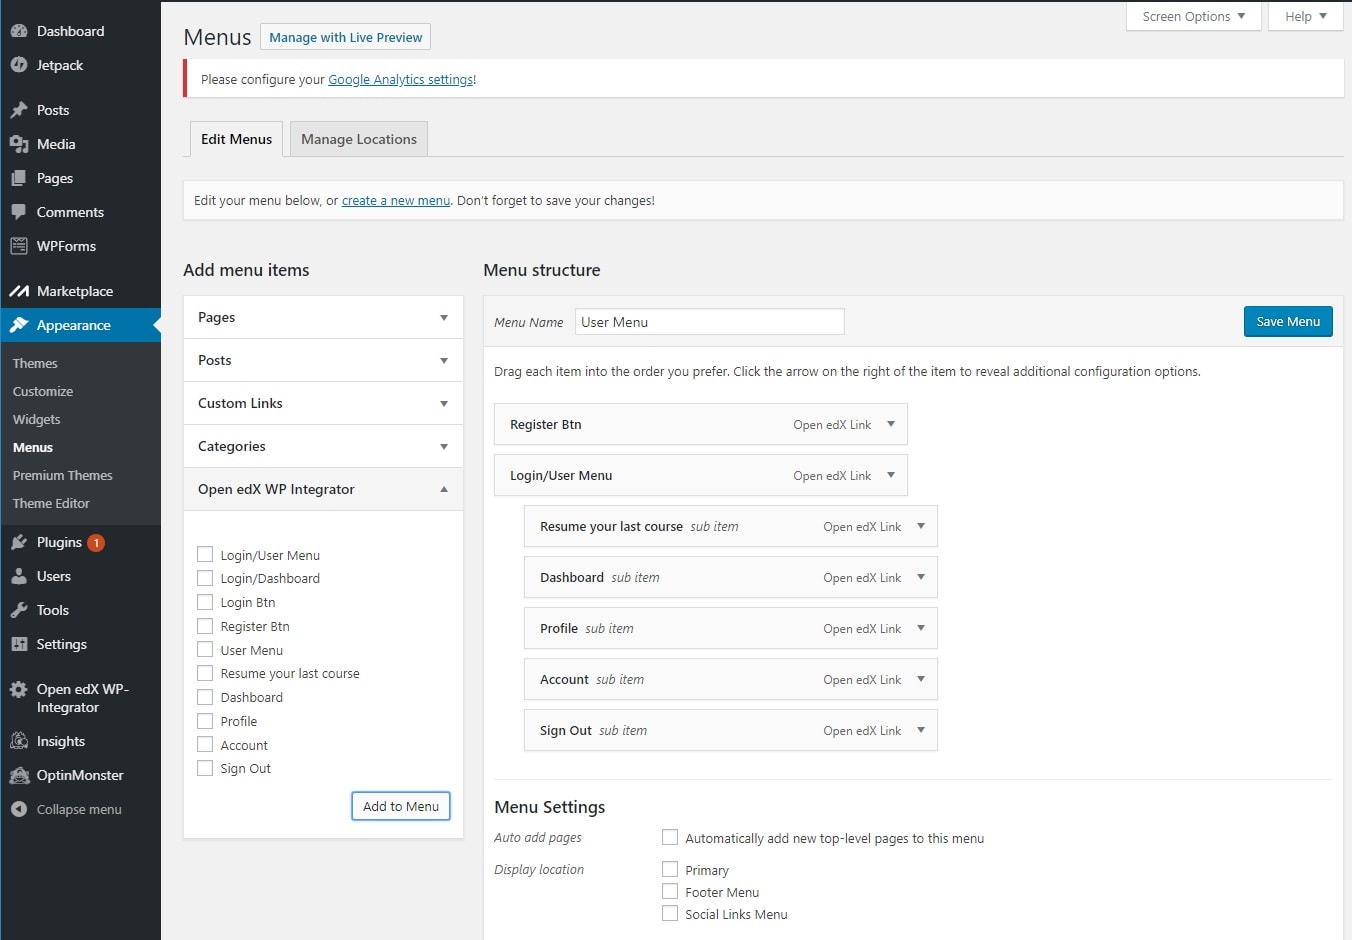 Dashboard
Jetpack
Posts
Media
Pages
Comments
WPForms
Marketplace
Appearance
Themes
Customize
Widgets
Menus
Premium Themes
Theme Editor
Plugins 1
Users
Tools
Settings
Open edX WP-
Integrator
Insights
OptinMonster
Collapse menu
Screen Options
Help
Menus Manage with Live Preview
Please configure your Google Analytics settings!
Edit Menus Manage Locations
Edit your menu below, or create a new menu. Don't forget to save your changes!
Add menu items
Pages
Posts
Custom Links
Categories
Open edX WP Integrator
Login/User Menu
Login/Dashboard
Login Btn
Register Btn
User Menu
Resume your last course
Dashboard
Profile
Account
Sign Out
Add to Menu
Menu structure
Menu Name User Menu Save Menu
Drag each item into the order you prefer. Click the arrow on the right of the item to reveal additional configuration options.
Register Btn Open edX Link
Login/User Menu Open edX Link
Resume your last course sub item Open edX Link
Dashboard sub item Open edX Link
Profile sub item Open edX Link
Account sub item Open edX Link
Sign Out sub item Open edX Link
Menu Settings
Auto add pages Automatically add new top-level pages to this menu
Display location Primary
Footer Menu
Social Links Menu